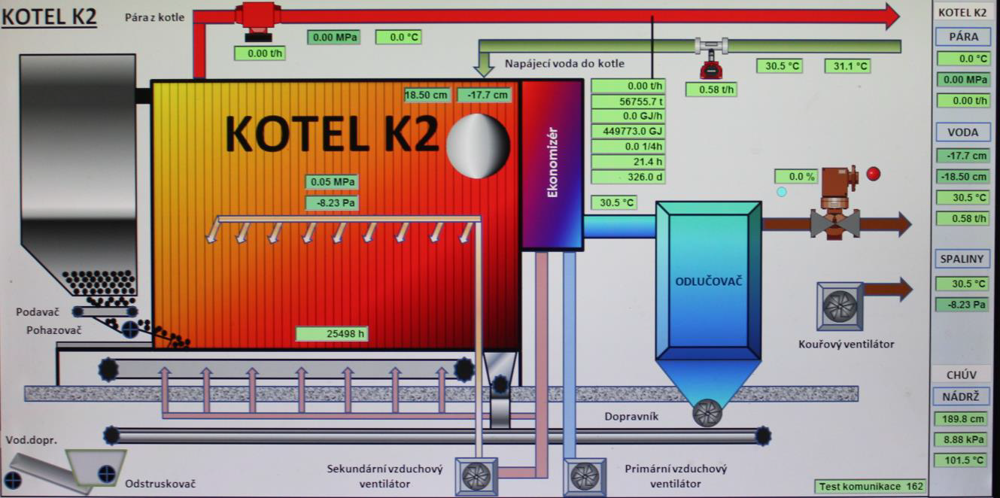 KOTEL K2
Pára z kotle
0.00 t/h
0.00 MPa
0.0 °C
Napájecí voda do kotle
30.5 °C
31.1 °C
0.58 t/h
18.50 cm
-17.7 cm
KOTEL K2
0.05 MPa
-8.23 Pa
25498 h
Ekonomizér
0.00 t/h
56755.7 t
0.0 GJ/h
449773.0 GJ
0.0 1/4h
21.4 h
326.0 d
30.5 °C
0.0 %
ODLUČOVAČ
Kouřový ventilátor
Podavač
Pohazovač
Dopravník
Vod.dopr.
Odstruskovač
Sekundární vzduchový
ventilátor
Primární vzduchový
ventilátor
Test komunikace 162
KOTEL K2
PÁRA
0.0 °C
0.00 MPa
0.00 t/h
VODA
-17.7 cm
-18.50 cm
30.5 °C
0.58 t/h
SPALINY
30.5 °C
-8.23 Pa
CHÚV
NÁDRŽ
189.8 cm
8.88 kPa
101.5 °C